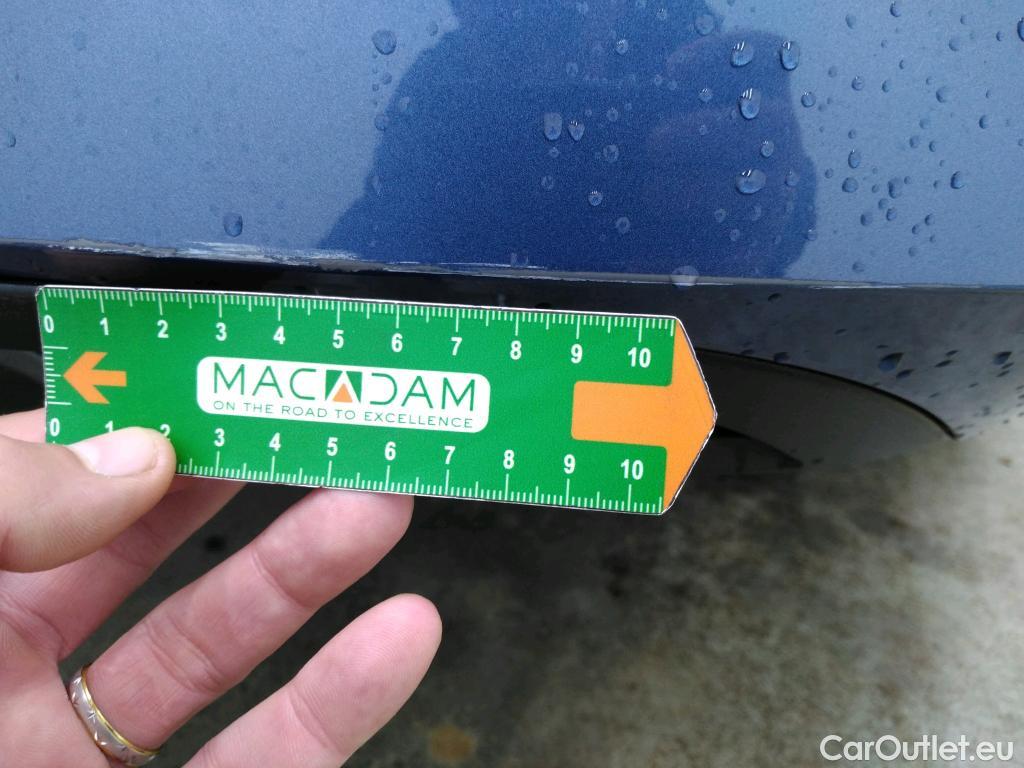 0 1 2 3 4 5 6 7 8 9 10
MACADAM
ON THE ROAD TO EXCELLENCE
0 1 2 3 4 5 6 7 8 9 10
CarOutlet.eu